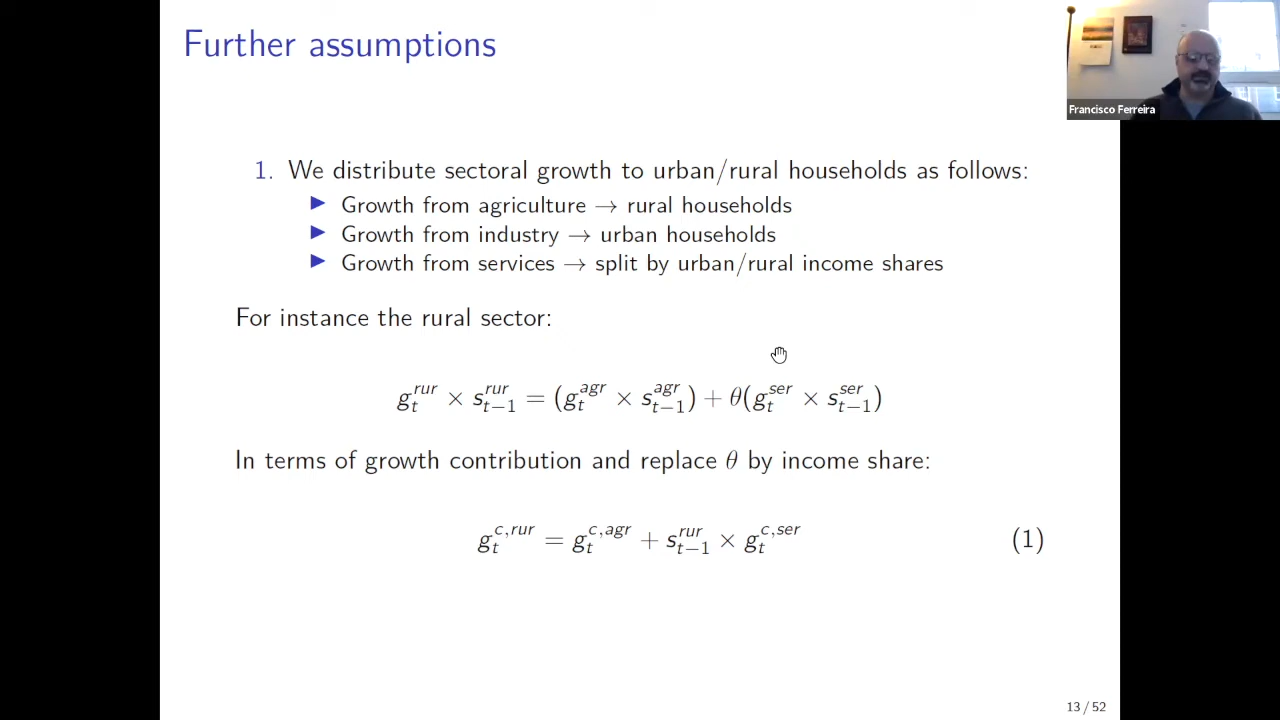 Further assumptions
Francisco Ferreira
1. We distribute sectoral growth to urban/rural households as follows:
▶ Growth from agriculture → rural households
▶ Growth from industry → urban households
▶ Growth from services → split by urban/rural income shares
For instance the rural sector:
g_t^{rur} × s_{t−1}^{rur} = (g_t^{agr} × s_{t−1}^{agr}) + θ(g_t^{ser} × s_{t−1}^{ser})
In terms of growth contribution and replace θ by income share:
g_t^{c,rur} = g_t^{c,agr} + s_{t−1}^{rur} × g_t^{c,ser} (1)
13 / 52